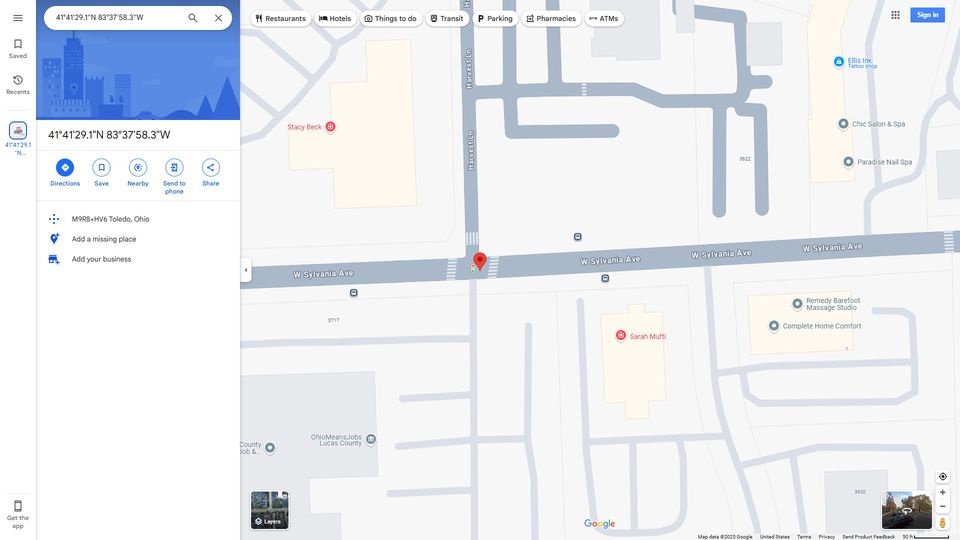 41°41'29.1"N 83°37'58.3"W
Restaurants
Hotels
Things to do
Transit
Parking
Pharmacies
ATMs
Sign in
Saved
Recents
41°41'29.1
"N...
41°41'29.1"N 83°37'58.3"W
Directions
Save
Nearby
Send to
phone
Share
M9R8+HV6 Toledo, Ohio
Add a missing place
Add your business
Get the
app
Harvest Ln
Harvest Ln
Ellis Ink.
Tattoo shop
Stacy Beck
Chic Salon & Spa
3622
Paradise Nail Spa
W Sylvania Ave
W Sylvania Ave
W Sylvania Ave
W Sylvania Ave
3717
Remedy Barefoot
Massage Studio
Complete Home Comfort
Sarah Mufti
1
OhioMeansJobs
Lucas County
County
Job &...
3920
Layers
Google
Map data ©2025 Google
United States
Terms
Privacy
Send Product Feedback
50 ft